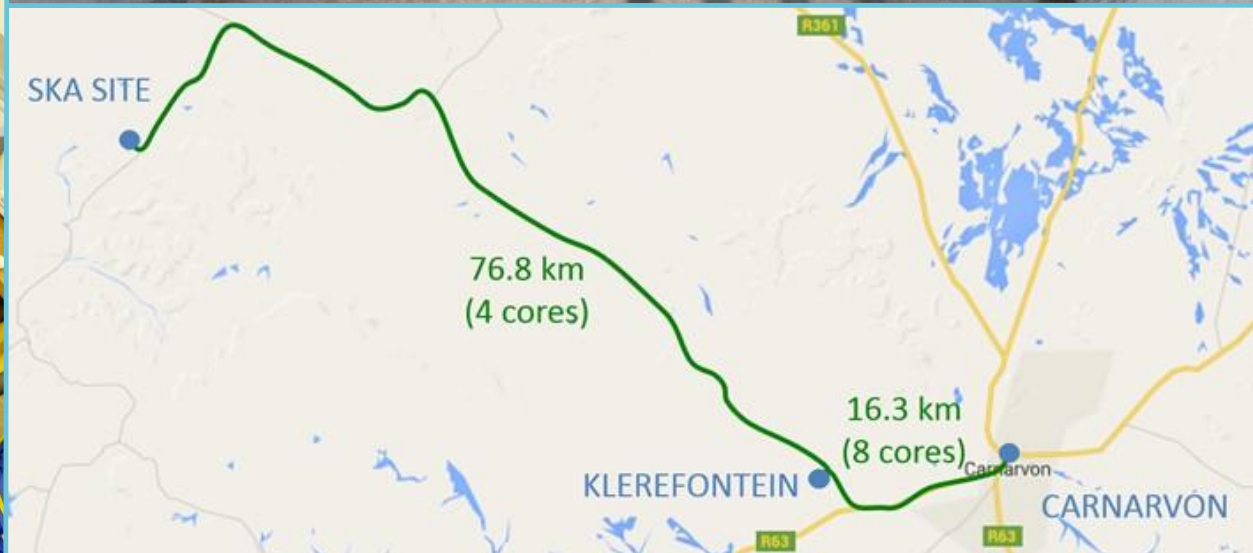 R361
SKA SITE
76.8 km
(4 cores)
16.3 km
(8 cores)
Carnarvon
KLEREFONTEIN
CARNARVON
R63
R63